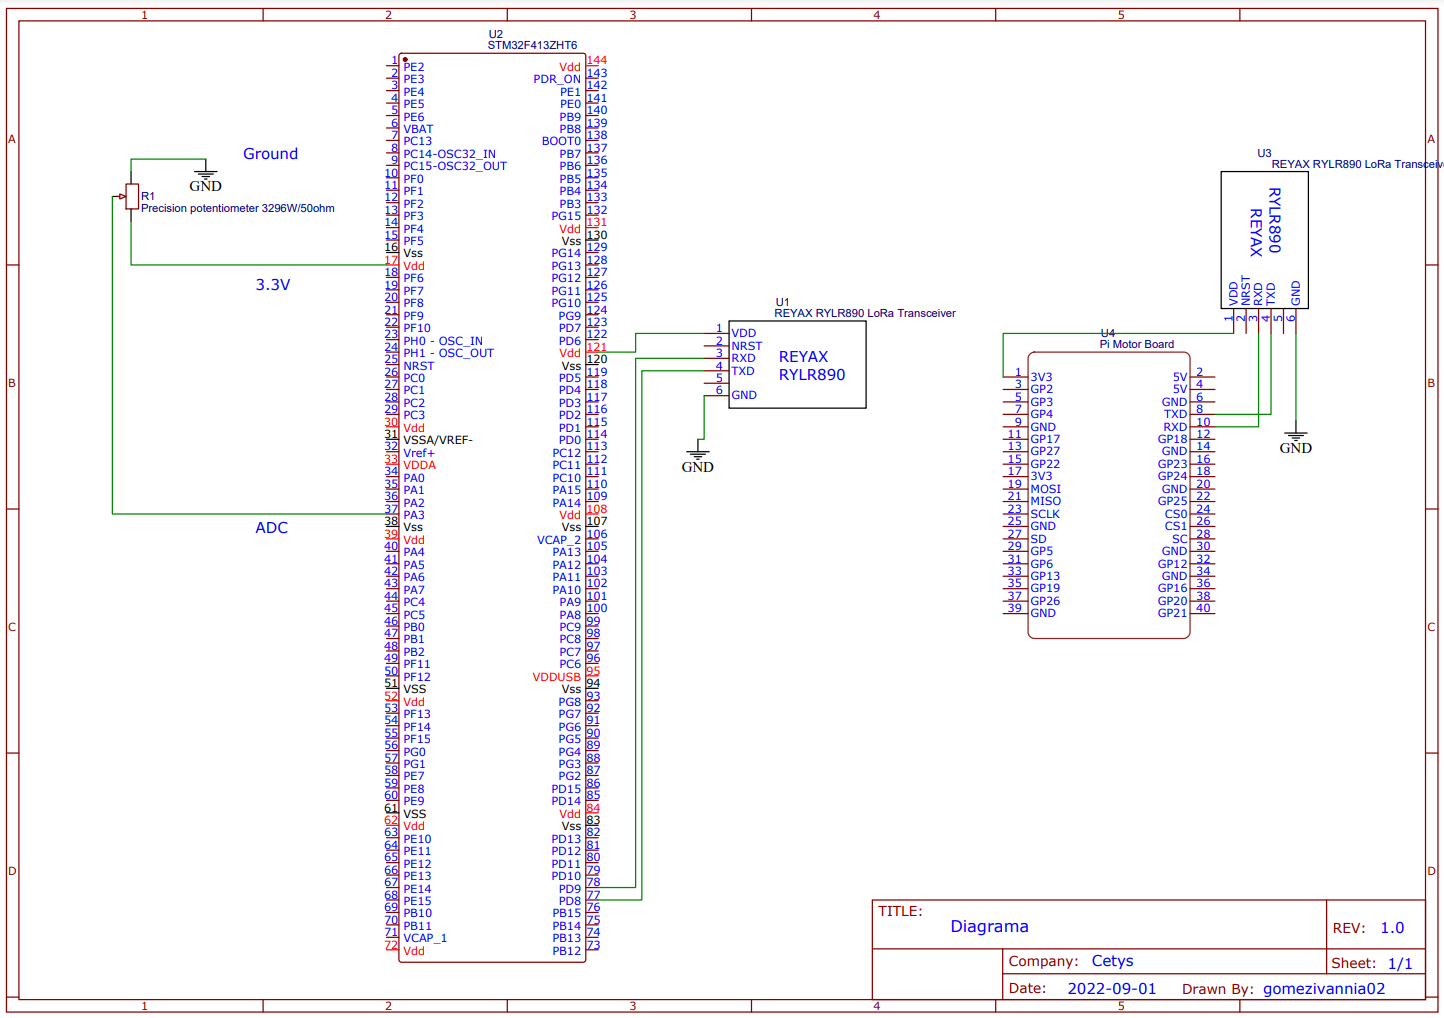 1 2 3 4 5
A
B
C
D
A
B
C
D
1 2 3 4 5
U2
STM32F413ZHT6
1 PE2
2 PE3
3 PE4
4 PE5
5 PE6
6 VBAT
7 PC13
8 PC14-OSC32_IN
9 PC15-OSC32_OUT
10 PF0
11 PF1
12 PF2
13 PF3
14 PF4
15 PF5
16 Vss
17 Vdd
18 PF6
19 PF7
20 PF8
21 PF9
22 PF10
23 PH0 - OSC_IN
24 PH1 - OSC_OUT
25 NRST
26 PC0
27 PC1
28 PC2
29 PC3
30 Vdd
31 VSSA/VREF-
32 Vref+
33 VDDA
34 PA0
35 PA1
36 PA2
37 PA3
38 Vss
39 Vdd
40 PA4
41 PA5
42 PA6
43 PA7
44 PC4
45 PC5
46 PB0
47 PB1
48 PB2
49 PF11
50 PF12
51 VSS
52 Vdd
53 PF13
54 PF14
55 PF15
56 PG0
57 PG1
58 PE7
59 PE8
60 PE9
61 VSS
62 Vdd
63 PE10
64 PE11
65 PE12
66 PE13
67 PE14
68 PE15
69 PB10
70 PB11
71 VCAP_1
72 Vdd
Vdd 144
PDR_ON 143
PE1 142
PE0 141
PB9 140
PB8 139
BOOT0 138
PB7 137
PB6 136
PB5 135
PB4 134
PB3 133
PG15 132
Vdd 131
Vss 130
PG14 129
PG13 128
PG12 127
PG11 126
PG10 125
PG9 124
PD7 123
PD6 122
Vdd 121
Vss 120
PD5 119
PD4 118
PD3 117
PD2 116
PD1 115
PD0 114
PC12 113
PC11 112
PC10 111
PA15 110
PA14 109
Vdd 108
Vss 107
VCAP_2 106
PA13 105
PA12 104
PA11 103
PA10 102
PA9 101
PA8 100
PC9 99
PC8 98
PC7 97
PC6 96
VDDUSB 95
Vss 94
PG8 93
PG7 92
PG6 91
PG5 90
PG4 89
PG3 88
PG2 87
PD15 86
PD14 85
Vdd 84
Vss 83
PD13 82
PD12 81
PD11 80
PD10 79
PD9 78
PD8 77
PB15 76
PB14 75
PB13 74
PB12 73
Ground
GND
R1
Precision potentiometer 3296W/50ohm
3.3V
ADC
U1
REYAX RYLR890 LoRa Transceiver
1 VDD
2 NRST
3 RXD
4 TXD
5
6 GND
REYAX
RYLR890
GND
U3
REYAX RYLR890 LoRa Transceiv
RYLR890
REYAX
VDD 1
NRST 2
RXD 3
TXD 4
5
GND 6
GND
U4
Pi Motor Board
1 3V3 5V 2
3 GP2 5V 4
5 GP3 GND 6
7 GP4 TXD 8
9 GND RXD 10
11 GP17 GP18 12
13 GP27 GND 14
15 GP22 GP23 16
17 3V3 GP24 18
19 MOSI GND 20
21 MISO GP25 22
23 SCLK CS0 24
25 GND CS1 26
27 SD SC 28
29 GP5 GND 30
31 GP6 GP12 32
33 GP13 GND 34
35 GP19 GP16 36
37 GP26 GP20 38
39 GND GP21 40
TITLE:
Diagrama
REV: 1.0
Company: Cetys
Sheet: 1/1
Date: 2022-09-01 Drawn By: gomezivannia02